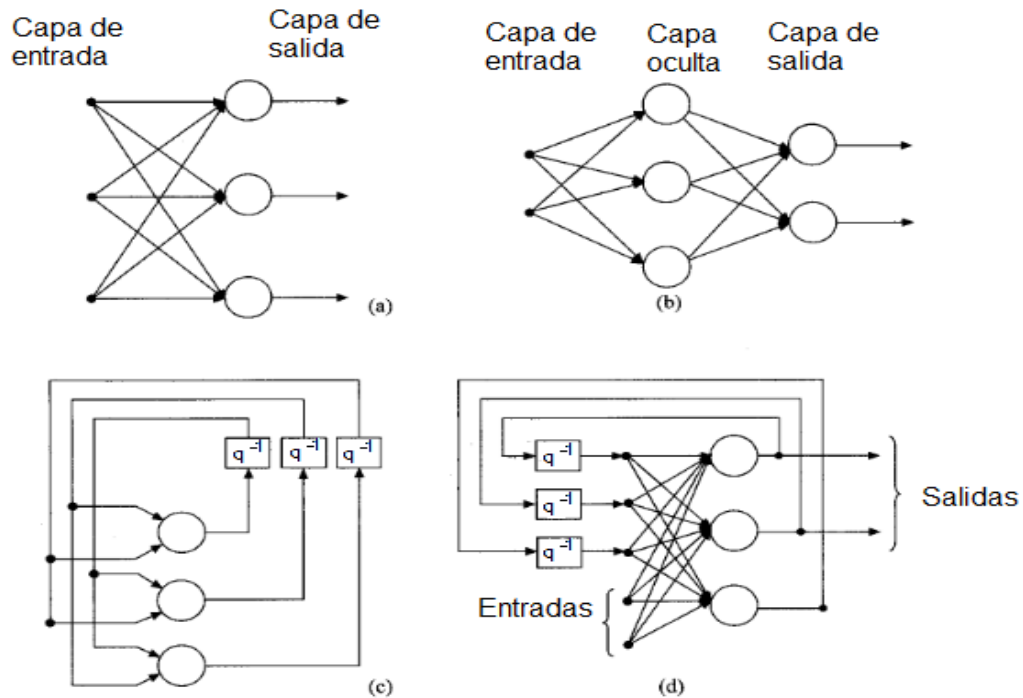 Capa de
entrada
Capa de
salida
(a)
Capa de
entrada
Capa
oculta
Capa de
salida
(b)
q⁻¹
q⁻¹
q⁻¹
(c)
q⁻¹
q⁻¹
q⁻¹
Entradas
Salidas
(d)